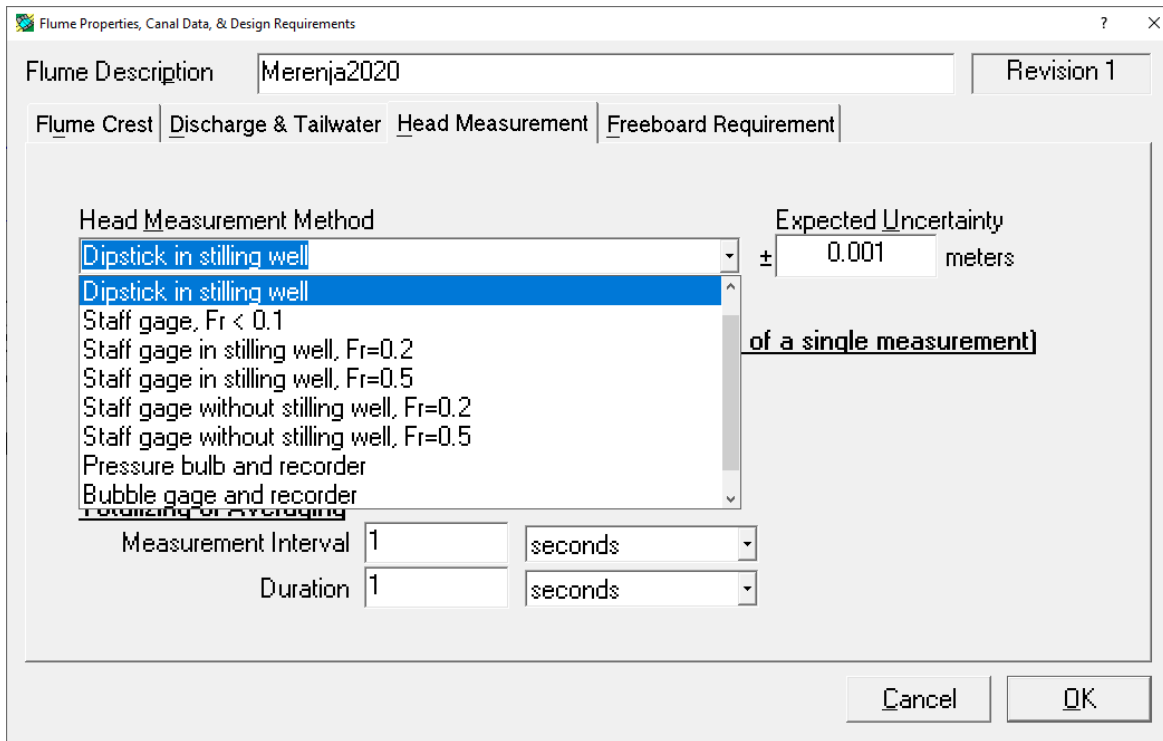 Flume Properties, Canal Data, & Design Requirements ? ×
Flume Description Merenja2020 Revision 1
Flume Crest Discharge & Tailwater Head Measurement Freeboard Requirement
Head Measurement Method Expected Uncertainty
Dipstick in stilling well ± 0.001 meters
Dipstick in stilling well
Staff gage, Fr < 0.1
of a single measurement)
Staff gage in stilling well, Fr=0.2
Staff gage in stilling well, Fr=0.5
Staff gage without stilling well, Fr=0.2
Staff gage without stilling well, Fr=0.5
Pressure bulb and recorder
Bubble gage and recorder
Totalizing or Averaging
Measurement Interval 1 seconds
Duration 1 seconds
Cancel OK